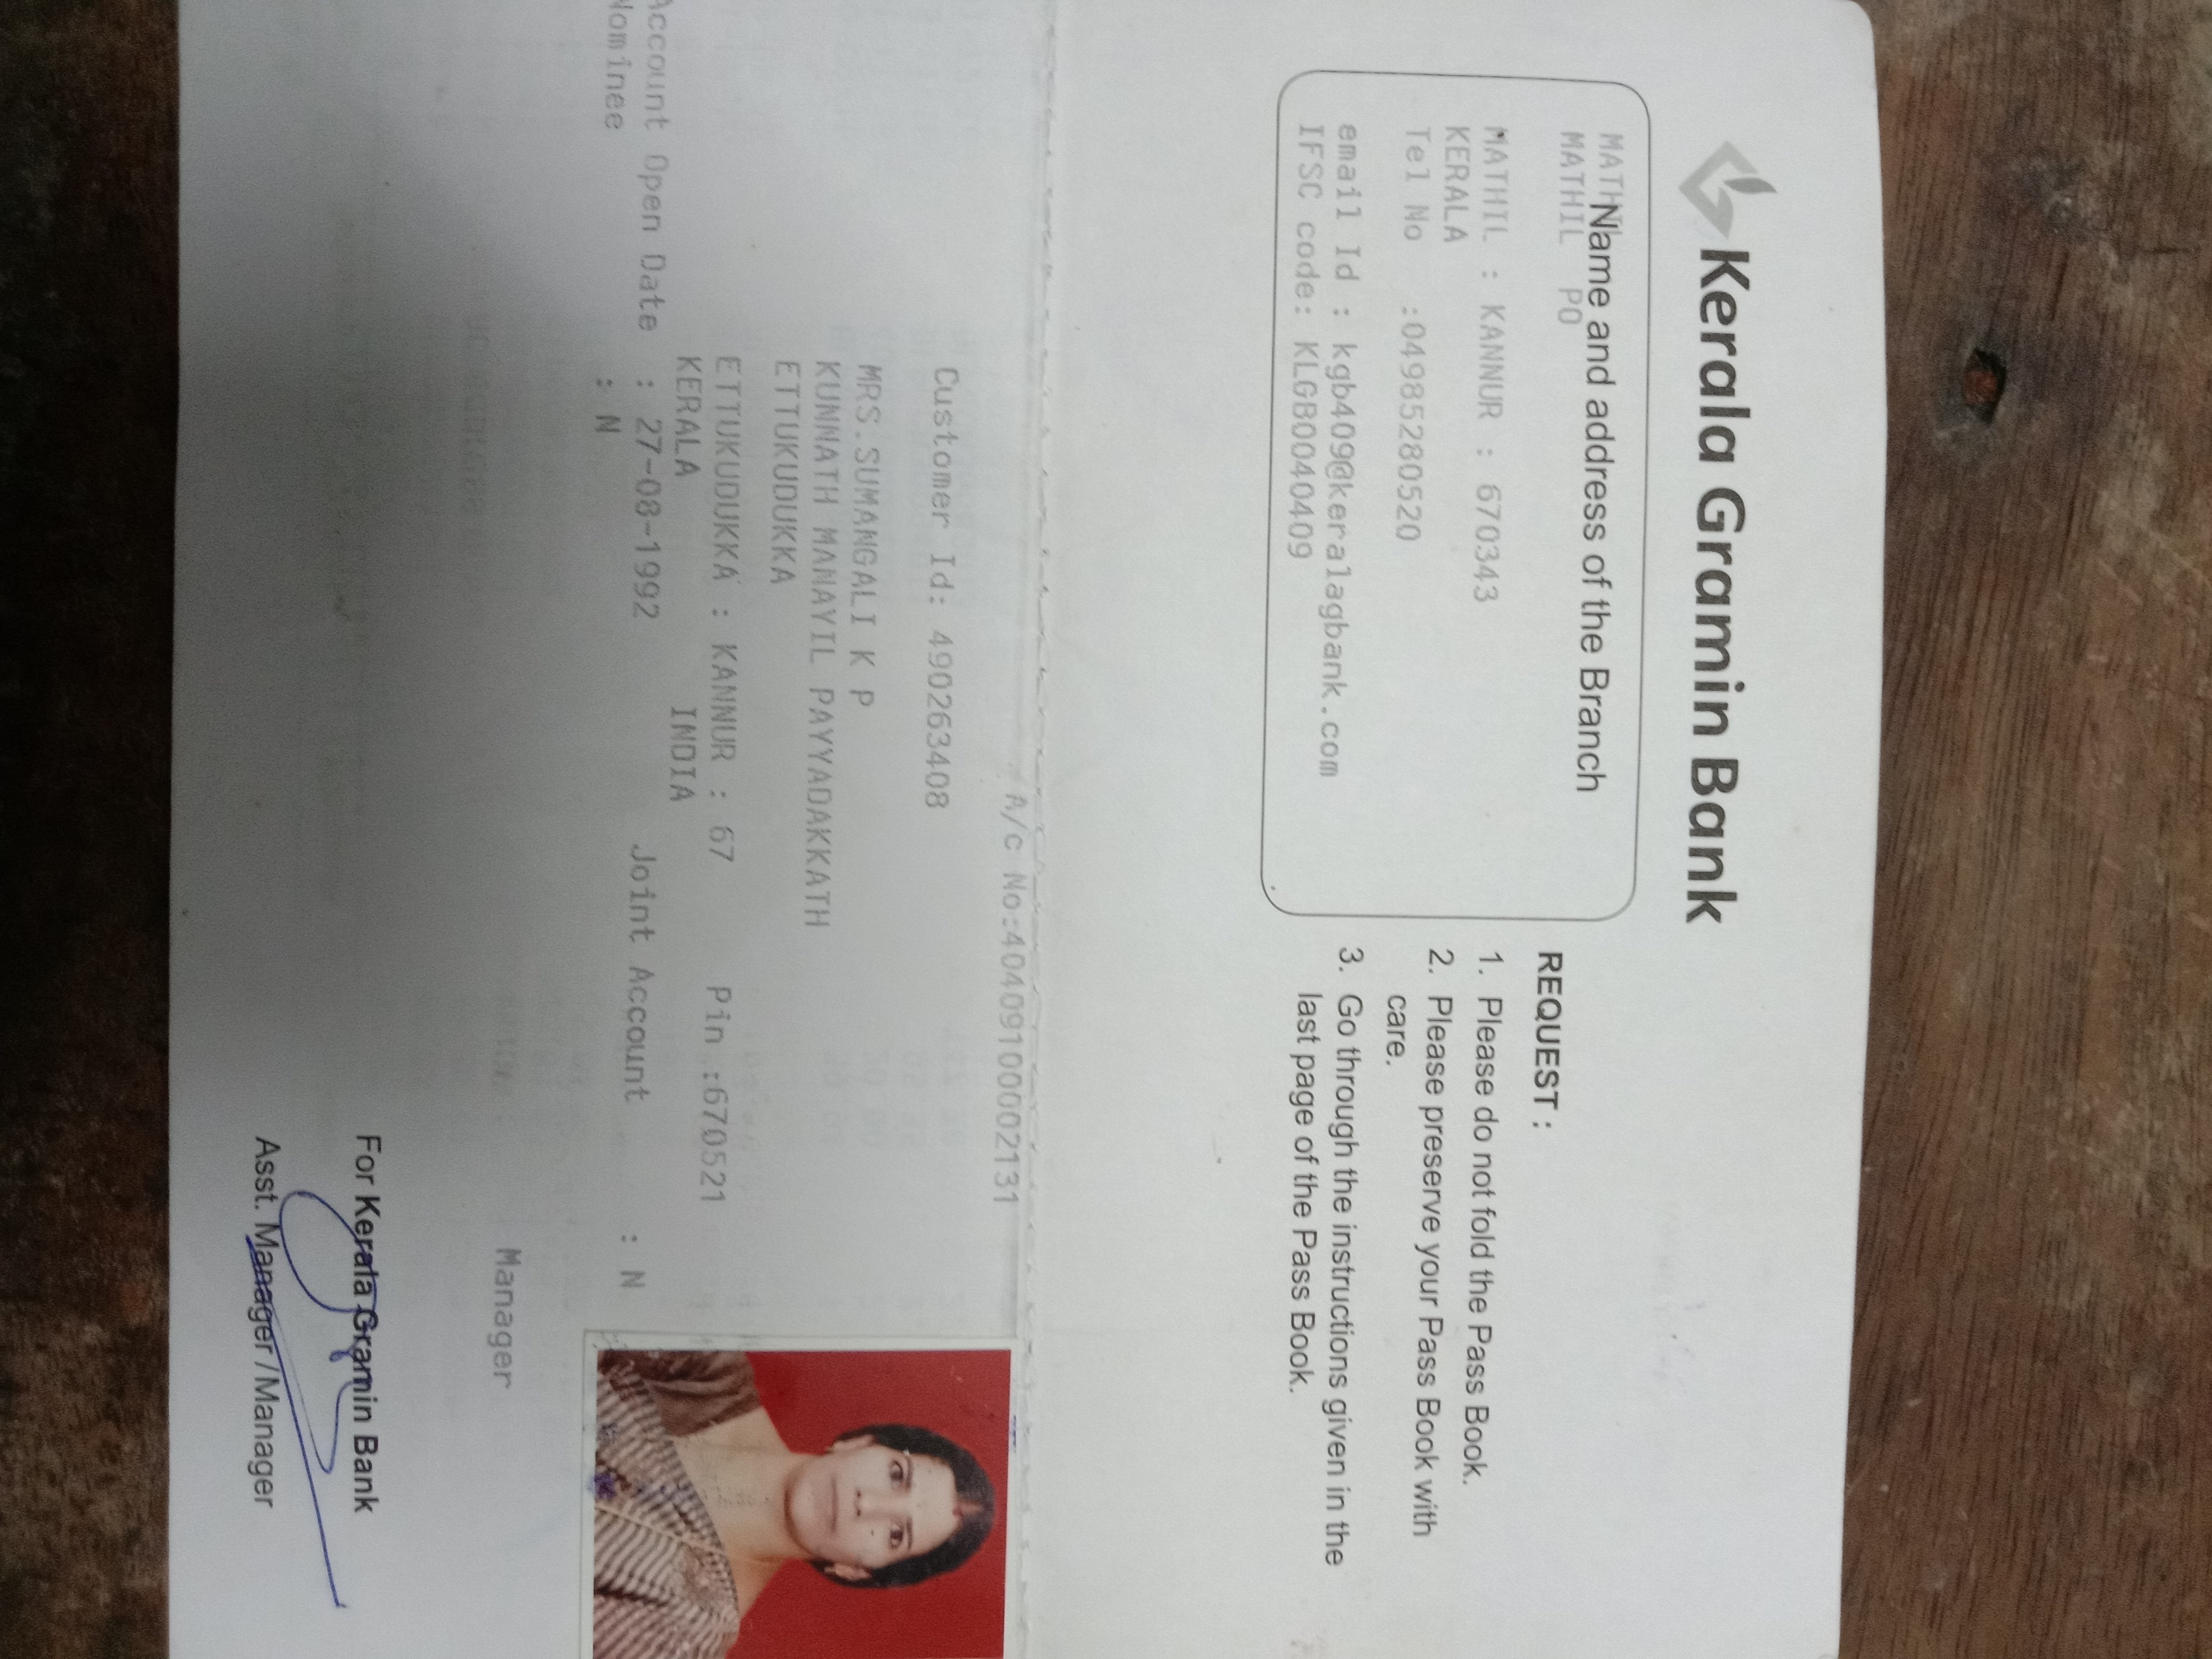 Kerala Gramin Bank
Name and address of the Branch
MATHIL
MATHIL PO
MATHIL : KANNUR : 670343
KERALA
Tel No :04985280520
email Id : kgb409@keralagbank.com
IFSC code: KLGB0040409
REQUEST :
1. Please do not fold the Pass Book.
2. Please preserve your Pass Book with
care.
3. Go through the instructions given in the
last page of the Pass Book.
A/c No:40409100002131
Customer Id: 490263408
MRS.SUMANGALI K P
KUNNATH MANAYIL PAYYADAKKATH
ETTUKUDUKKA
ETTUKUDUKKA : KANNUR : 67 Pin :670521
KERALA INDIA
Account Open Date : 27-08-1992 Joint Account : N
Nominee : N
Manager
For Kerala Gramin Bank
Asst. Manager / Manager